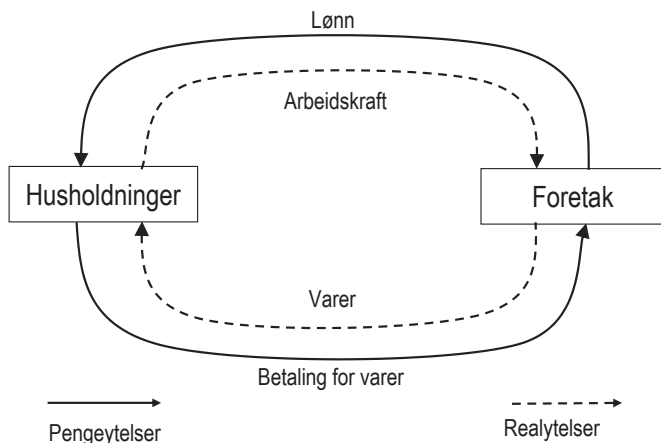 Lønn
Arbeidskraft
Husholdninger
Foretak
Varer
Betaling for varer
Pengeytelser
Realytelser